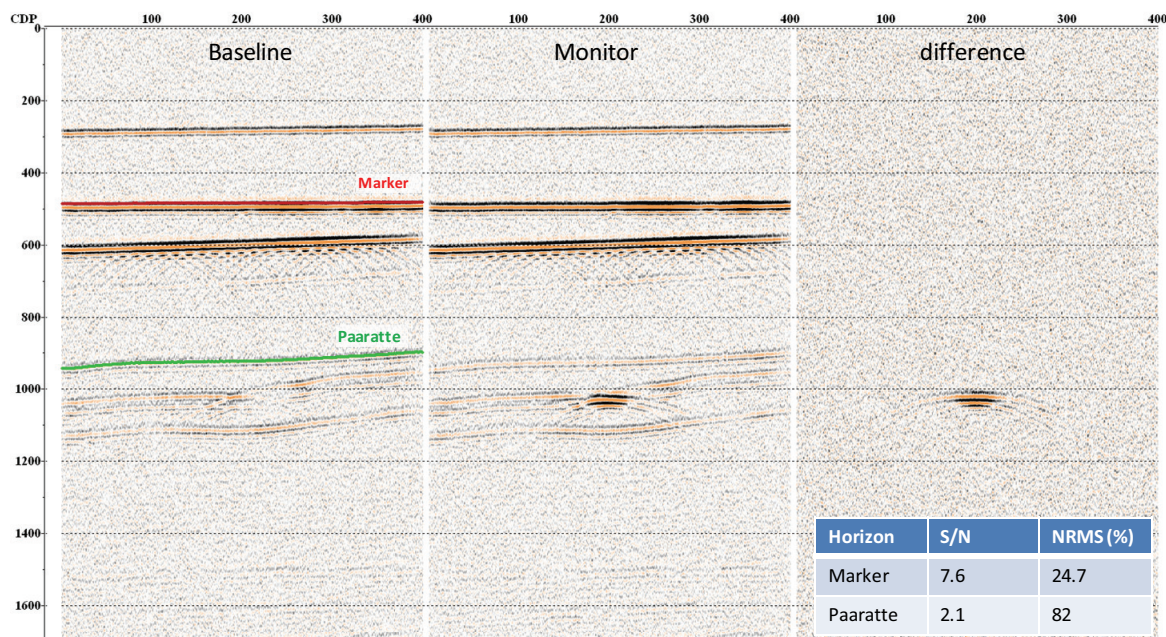 CDP 100 200 300 400 100 200 300 400 100 200 300 400
0
Baseline Monitor difference
200
400
Marker
600
800
Paaratte
1000
1200
1400
Horizon S/N NRMS (%)
Marker 7.6 24.7
1600
Paaratte 2.1 82